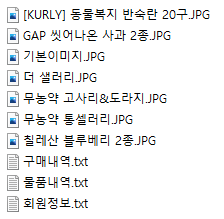 [KURLY] 동물복지 반숙란 20구.JPG
GAP 씻어나온 사과 2종.JPG
기본이미지.JPG
더 샐러리.JPG
무농약 고사리&도라지.JPG
무농약 통샐러리.JPG
칠레산 블루베리 2종.JPG
구매내역.txt
물품내역.txt
회원정보.txt